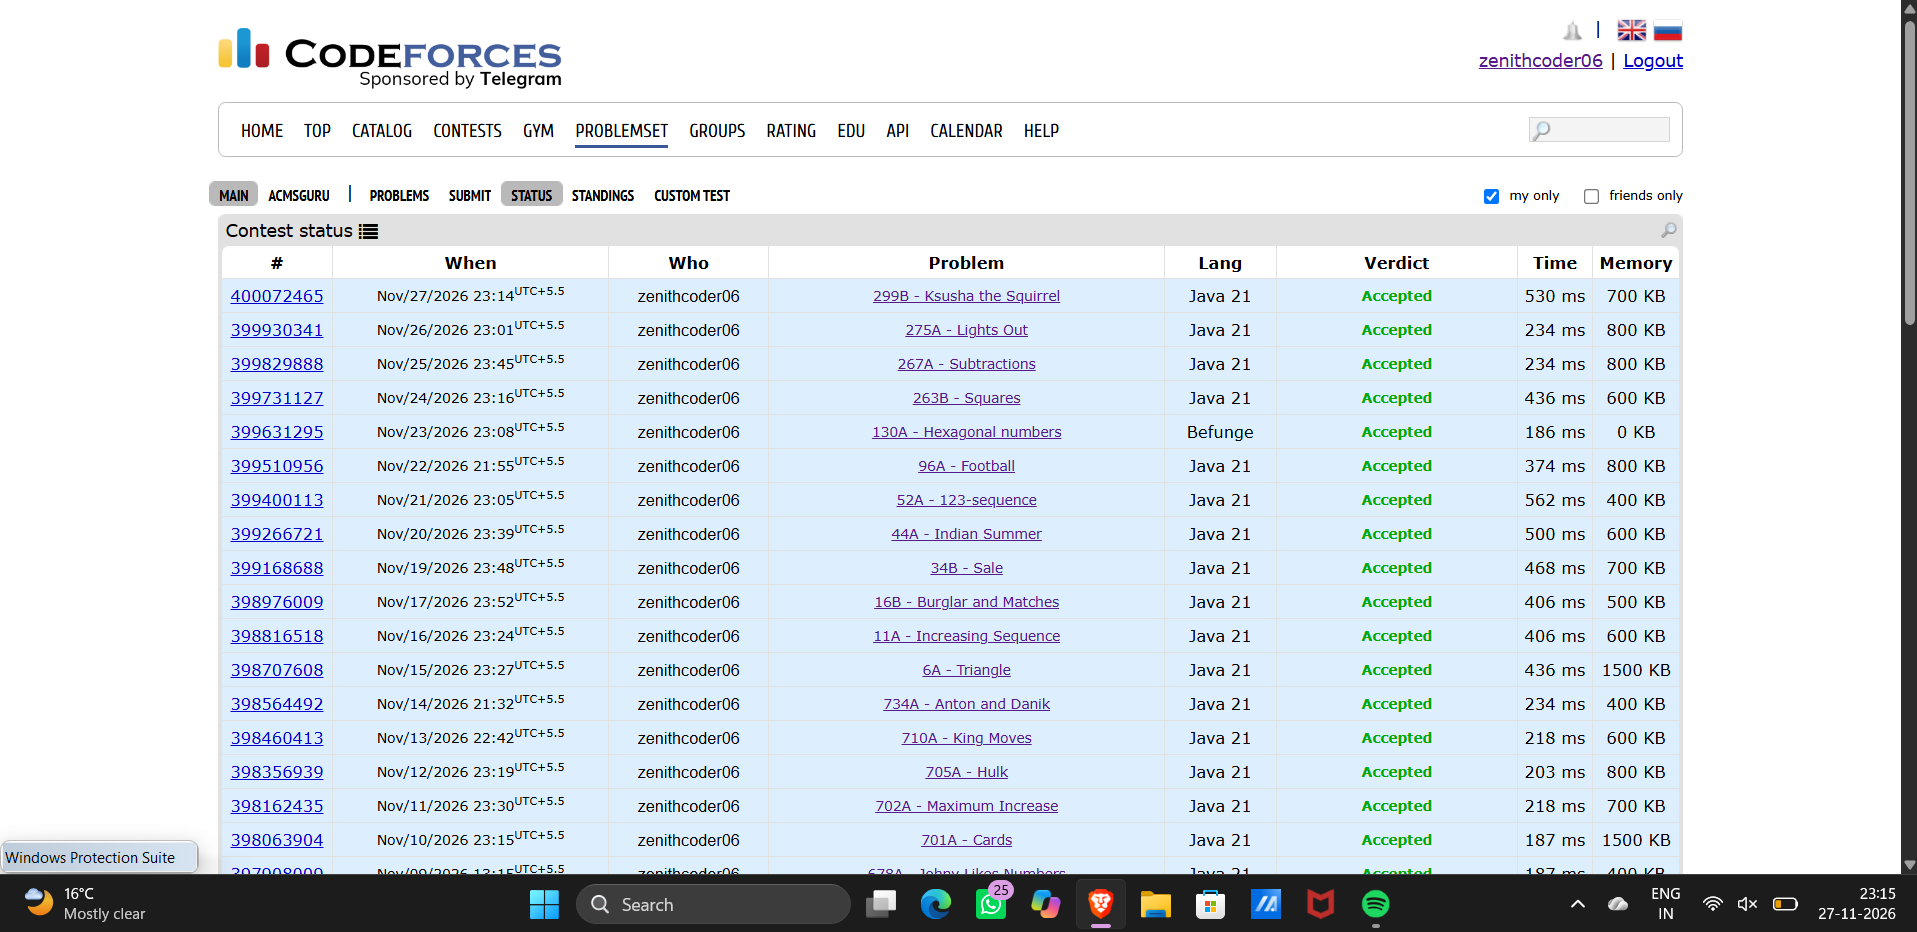 CODEFORCES
Sponsored by Telegram
zenithcoder06 | Logout
HOME TOP CATALOG CONTESTS GYM PROBLEMSET GROUPS RATING EDU API CALENDAR HELP
MAIN ACMSGURU | PROBLEMS SUBMIT STATUS STANDINGS CUSTOM TEST my only friends only
Contest status
# When Who Problem Lang Verdict Time Memory
400072465 Nov/27/2026 23:14UTC+5.5 zenithcoder06 299B - Ksusha the Squirrel Java 21 Accepted 530 ms 700 KB
399930341 Nov/26/2026 23:01UTC+5.5 zenithcoder06 275A - Lights Out Java 21 Accepted 234 ms 800 KB
399829888 Nov/25/2026 23:45UTC+5.5 zenithcoder06 267A - Subtractions Java 21 Accepted 234 ms 800 KB
399731127 Nov/24/2026 23:16UTC+5.5 zenithcoder06 263B - Squares Java 21 Accepted 436 ms 600 KB
399631295 Nov/23/2026 23:08UTC+5.5 zenithcoder06 130A - Hexagonal numbers Befunge Accepted 186 ms 0 KB
399510956 Nov/22/2026 21:55UTC+5.5 zenithcoder06 96A - Football Java 21 Accepted 374 ms 800 KB
399400113 Nov/21/2026 23:05UTC+5.5 zenithcoder06 52A - 123-sequence Java 21 Accepted 562 ms 400 KB
399266721 Nov/20/2026 23:39UTC+5.5 zenithcoder06 44A - Indian Summer Java 21 Accepted 500 ms 600 KB
399168688 Nov/19/2026 23:48UTC+5.5 zenithcoder06 34B - Sale Java 21 Accepted 468 ms 700 KB
398976009 Nov/17/2026 23:52UTC+5.5 zenithcoder06 16B - Burglar and Matches Java 21 Accepted 406 ms 500 KB
398816518 Nov/16/2026 23:24UTC+5.5 zenithcoder06 11A - Increasing Sequence Java 21 Accepted 406 ms 600 KB
398707608 Nov/15/2026 23:27UTC+5.5 zenithcoder06 6A - Triangle Java 21 Accepted 436 ms 1500 KB
398564492 Nov/14/2026 21:32UTC+5.5 zenithcoder06 734A - Anton and Danik Java 21 Accepted 234 ms 400 KB
398460413 Nov/13/2026 22:42UTC+5.5 zenithcoder06 710A - King Moves Java 21 Accepted 218 ms 600 KB
398356939 Nov/12/2026 23:19UTC+5.5 zenithcoder06 705A - Hulk Java 21 Accepted 203 ms 800 KB
398162435 Nov/11/2026 23:30UTC+5.5 zenithcoder06 702A - Maximum Increase Java 21 Accepted 218 ms 700 KB
398063904 Nov/10/2026 23:15UTC+5.5 zenithcoder06 701A - Cards Java 21 Accepted 187 ms 1500 KB
Nov/09/2026 UTC+5.5 zenithcoder06 Johny Likes Numbers Java 21 Accepted 187 ms 400 KB
Windows Protection Suite
16°C
Mostly clear
Search
25
ENG
IN
23:15
27-11-2026